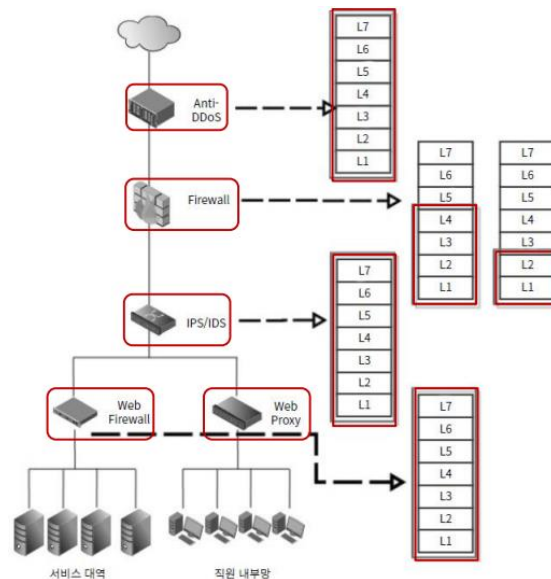 Anti-
DDoS
L7
L6
L5
L4
L3
L2
L1
Firewall
L7
L6
L5
L4
L3
L2
L1
L7
L6
L5
L4
L3
L2
L1
IPS/IDS
L7
L6
L5
L4
L3
L2
L1
Web
Firewall
Web
Proxy
L7
L6
L5
L4
L3
L2
L1
서비스 대역
직원 내부망